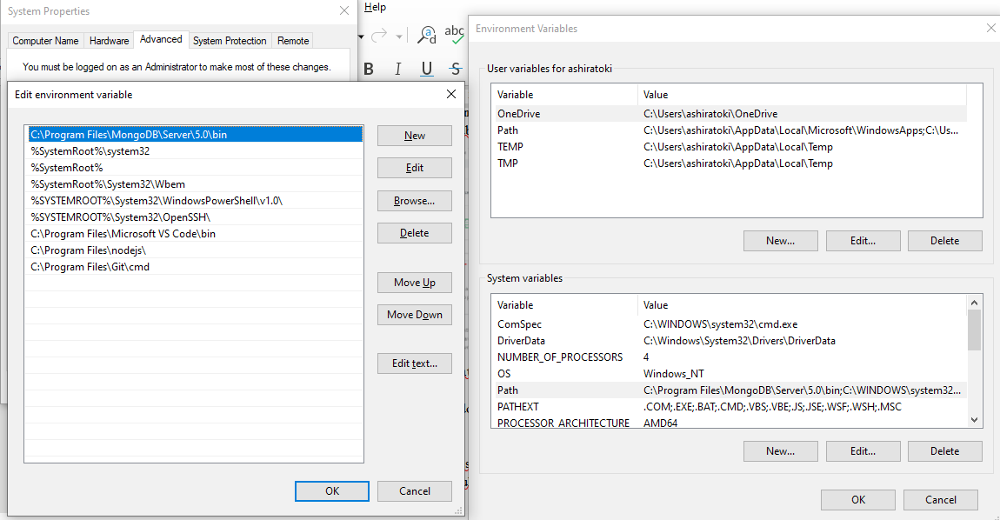 System Properties
Computer Name
Hardware
Advanced
System Protection
Remote
You must be logged on as an Administrator to make most of these changes.
Help
abc
B I U S
Edit environment variable
C:\Program Files\MongoDB\Server\5.0\bin
%SystemRoot%\system32
%SystemRoot%
%SystemRoot%\System32\Wbem
%SYSTEMROOT%\System32\WindowsPowerShell\v1.0\
%SYSTEMROOT%\System32\OpenSSH\
C:\Program Files\Microsoft VS Code\bin
C:\Program Files\nodejs\
C:\Program Files\Git\cmd
New
Edit
Browse...
Delete
Move Up
Move Down
Edit text...
OK
Cancel
Environment Variables
User variables for ashiratoki
Variable Value
OneDrive C:\Users\ashiratoki\OneDrive
Path C:\Users\ashiratoki\AppData\Local\Microsoft\WindowsApps;C:\Us...
TEMP C:\Users\ashiratoki\AppData\Local\Temp
TMP C:\Users\ashiratoki\AppData\Local\Temp
New... Edit... Delete
System variables
Variable Value
ComSpec C:\WINDOWS\system32\cmd.exe
DriverData C:\Windows\System32\Drivers\DriverData
NUMBER_OF_PROCESSORS 4
OS Windows_NT
Path C:\Program Files\MongoDB\Server\5.0\bin;C:\WINDOWS\system32...
PATHEXT .COM;.EXE;.BAT;.CMD;.VBS;.VBE;.JS;.JSE;.WSF;.WSH;.MSC
PROCESSOR_ARCHITECTURE AMD64
New... Edit... Delete
OK Cancel